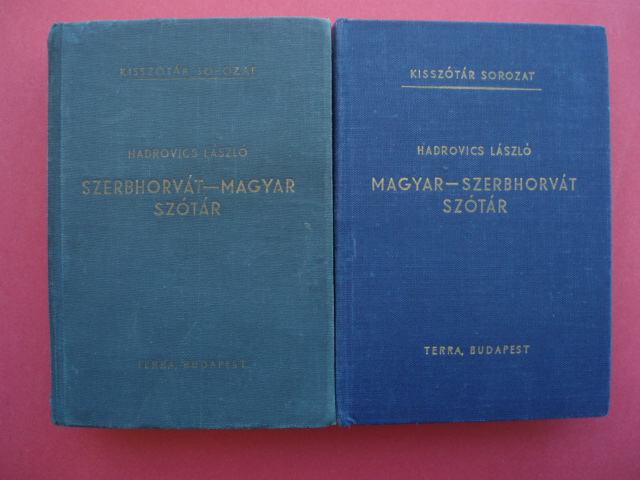 KISSZÓTÁR SOROZAT
HADROVICS LÁSZLÓ
SZERBHORVÁT—MAGYAR
SZÓTÁR
TERRA, BUDAPEST
KISSZÓTÁR SOROZAT
HADROVICS LÁSZLÓ
MAGYAR—SZERBHORVÁT
SZÓTÁR
TERRA, BUDAPEST